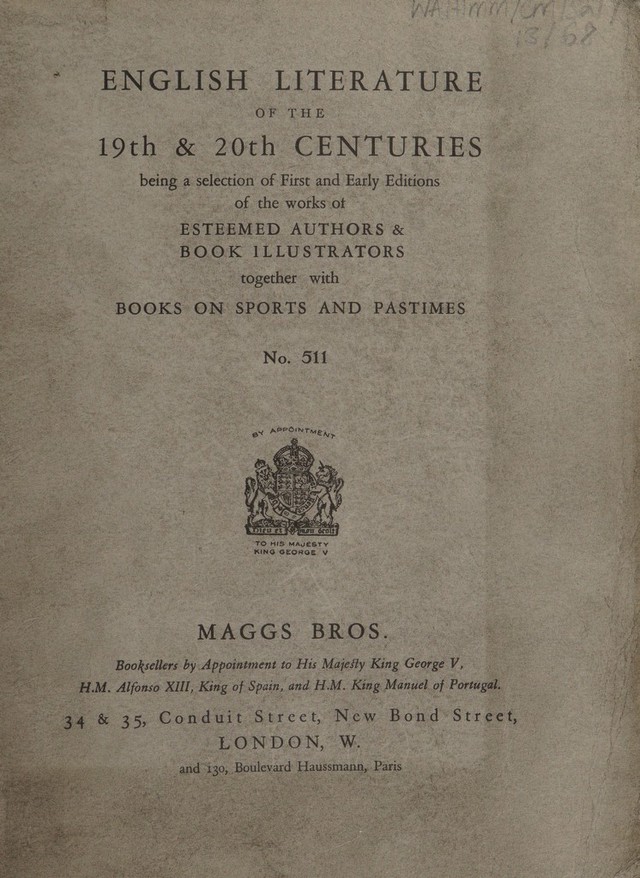 13/68
ENGLISH LITERATURE
OF THE
19th & 20th CENTURIES
being a selection of First and Early Editions
of the works of
ESTEEMED AUTHORS &
BOOK ILLUSTRATORS
together with
BOOKS ON SPORTS AND PASTIMES
No. 511
BY APPOINTMENT
TO HIS MAJESTY
KING GEORGE V
MAGGS BROS.
Booksellers by Appointment to His Majesty King George V,
H.M. Alfonso XIII, King of Spain, and H.M. King Manuel of Portugal.
34 & 35, Conduit Street, New Bond Street,
LONDON, W.
and 130, Boulevard Haussmann, Paris